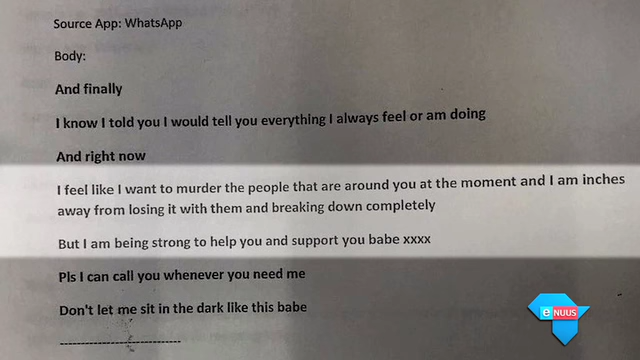 Source App: WhatsApp
Body:
And finally
I know I told you I would tell you everything I always feel or am doing
And right now
I feel like I want to murder the people that are around you at the moment and I am inches
away from losing it with them and breaking down completely
But I am being strong to help you and support you babe xxxx
Pls I can call you whenever you need me
Don't let me sit in the dark like this babe
----------------------------
e NUUS